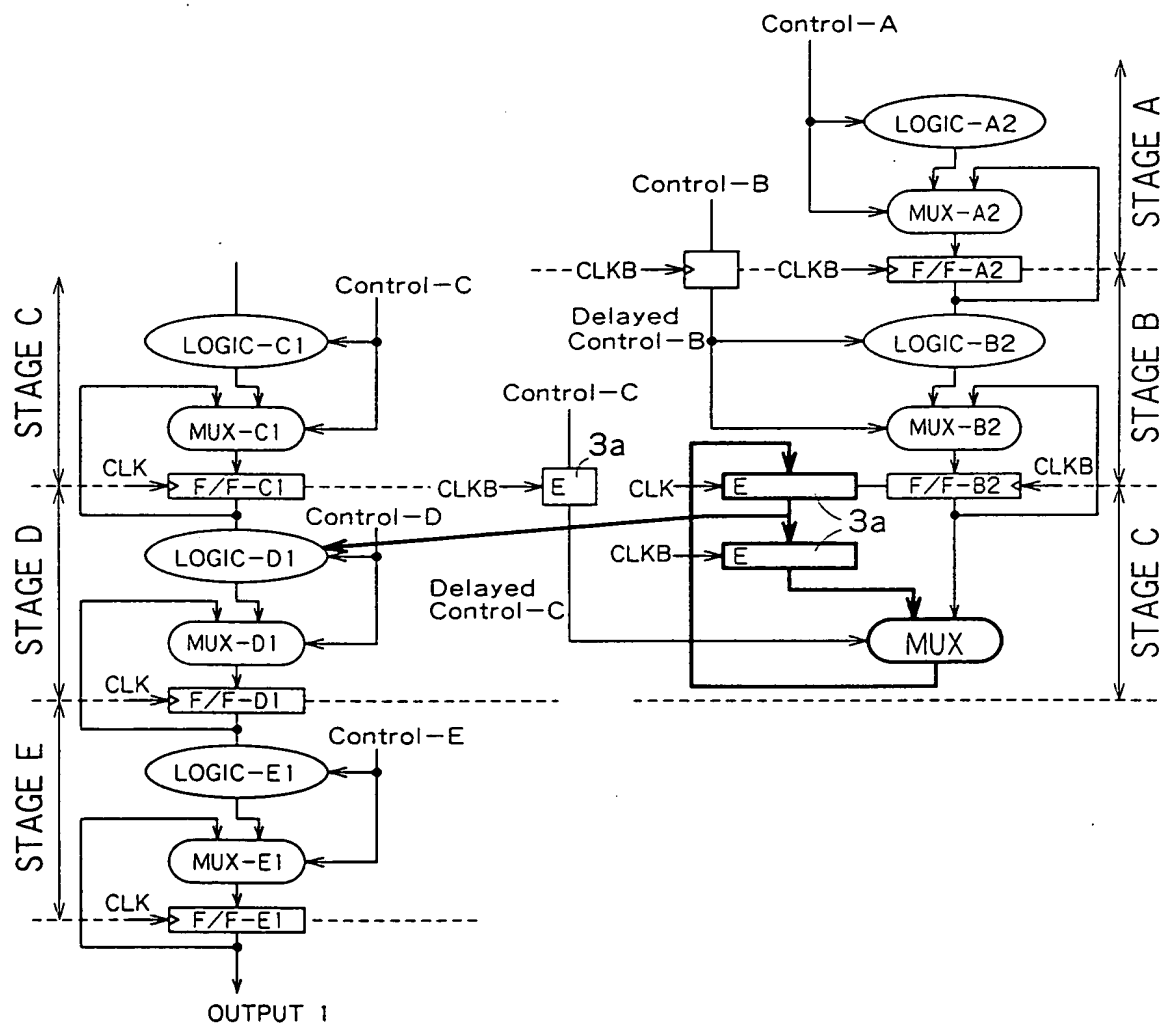 Control-A
LOGIC-A2
STAGE A
Control-B
MUX-A2
CLKB
CLKB
F/F-A2
Control-C
Delayed
Control-B
LOGIC-C1
LOGIC-B2
STAGE C
STAGE B
Control-C
MUX-C1
MUX-B2
3a
CLK
F/F-C1
CLKB
E
CLK
E
F/F-B2
CLKB
Control-D
3a
LOGIC-D1
CLKB
E
STAGE D
Delayed
Control-C
STAGE C
MUX-D1
MUX
CLK
F/F-D1
Control-E
LOGIC-E1
STAGE E
MUX-E1
CLK
F/F-E1
OUTPUT 1